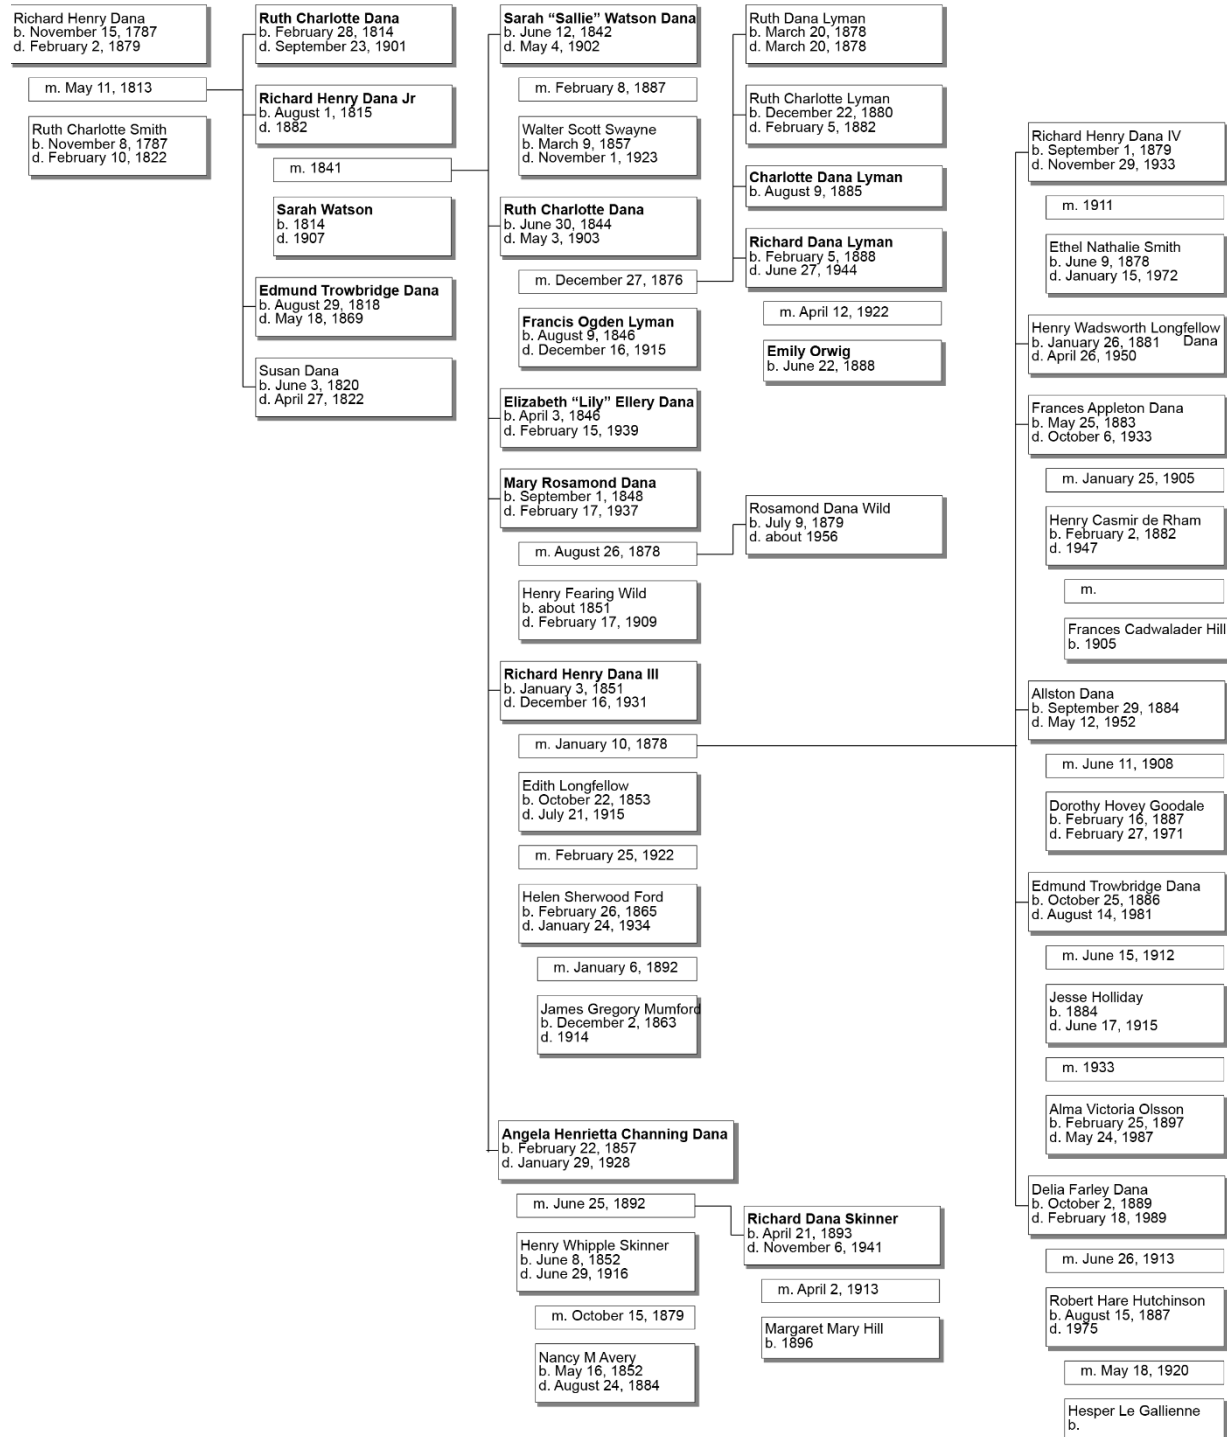 Richard Henry Dana
b. November 15, 1787
d. February 2, 1879
m. May 11, 1813
Ruth Charlotte Smith
b. November 8, 1787
d. February 10, 1822
Ruth Charlotte Dana
b. February 28, 1814
d. September 23, 1901
Richard Henry Dana Jr
b. August 1, 1815
d. 1882
m. 1841
Sarah Watson
b. 1814
d. 1907
Edmund Trowbridge Dana
b. August 29, 1818
d. May 18, 1869
Susan Dana
b. June 3, 1820
d. April 27, 1822
Sarah “Sallie” Watson Dana
b. June 12, 1842
d. May 4, 1902
m. February 8, 1887
Walter Scott Swayne
b. March 9, 1857
d. November 1, 1923
Ruth Charlotte Dana
b. June 30, 1844
d. May 3, 1903
m. December 27, 1876
Francis Ogden Lyman
b. August 9, 1846
d. December 16, 1915
Elizabeth “Lily” Ellery Dana
b. April 3, 1846
d. February 15, 1939
Mary Rosamond Dana
b. September 1, 1848
d. February 17, 1937
m. August 26, 1878
Henry Fearing Wild
b. about 1851
d. February 17, 1909
Richard Henry Dana III
b. January 3, 1851
d. December 16, 1931
m. January 10, 1878
Edith Longfellow
b. October 22, 1853
d. July 21, 1915
m. February 25, 1922
Helen Sherwood Ford
b. February 26, 1865
d. January 24, 1934
m. January 6, 1892
James Gregory Mumford
b. December 2, 1863
d. 1914
Angela Henrietta Channing Dana
b. February 22, 1857
d. January 29, 1928
m. June 25, 1892
Henry Whipple Skinner
b. June 8, 1852
d. June 29, 1916
m. October 15, 1879
Nancy M Avery
b. May 16, 1852
d. August 24, 1884
Ruth Dana Lyman
b. March 20, 1878
d. March 20, 1878
Ruth Charlotte Lyman
b. December 22, 1880
d. February 5, 1882
Charlotte Dana Lyman
b. August 9, 1885
Richard Dana Lyman
b. February 5, 1888
d. June 27, 1944
m. April 12, 1922
Emily Orwig
b. June 22, 1888
Rosamond Dana Wild
b. July 9, 1879
d. about 1956
Richard Dana Skinner
b. April 21, 1893
d. November 6, 1941
m. April 2, 1913
Margaret Mary Hill
b. 1896
Richard Henry Dana IV
b. September 1, 1879
d. November 29, 1933
m. 1911
Ethel Nathalie Smith
b. June 9, 1878
d. January 15, 1972
Henry Wadsworth Longfellow
b. January 26, 1881 Dana
d. April 26, 1950
Frances Appleton Dana
b. May 25, 1883
d. October 6, 1933
m. January 25, 1905
Henry Casmir de Rham
b. February 2, 1882
d. 1947
m.
Frances Cadwalader Hill
b. 1905
Allston Dana
b. September 29, 1884
d. May 12, 1952
m. June 11, 1908
Dorothy Hovey Goodale
b. February 16, 1887
d. February 27, 1971
Edmund Trowbridge Dana
b. October 25, 1886
d. August 14, 1981
m. June 15, 1912
Jesse Holliday
b. 1884
d. June 17, 1915
m. 1933
Alma Victoria Olsson
b. February 25, 1897
d. May 24, 1987
Delia Farley Dana
b. October 2, 1889
d. February 18, 1989
m. June 26, 1913
Robert Hare Hutchinson
b. August 15, 1887
d. 1975
m. May 18, 1920
Hesper Le Gallienne
b.